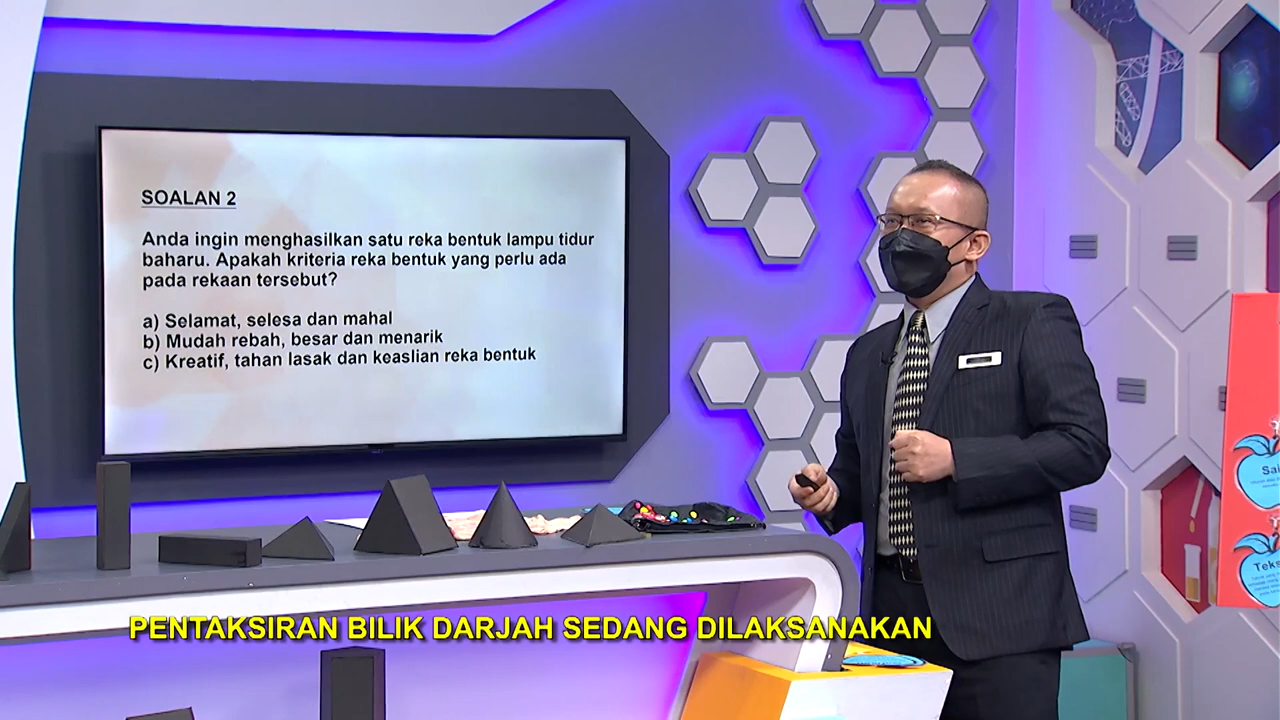 SOALAN 2
Anda ingin menghasilkan satu reka bentuk lampu tidur
baharu. Apakah kriteria reka bentuk yang perlu ada
pada rekaan tersebut?
a) Selamat, selesa dan mahal
b) Mudah rebah, besar dan menarik
c) Kreatif, tahan lasak dan keaslian reka bentuk
PENTAKSIRAN BILIK DARJAH SEDANG DILAKSANAKAN